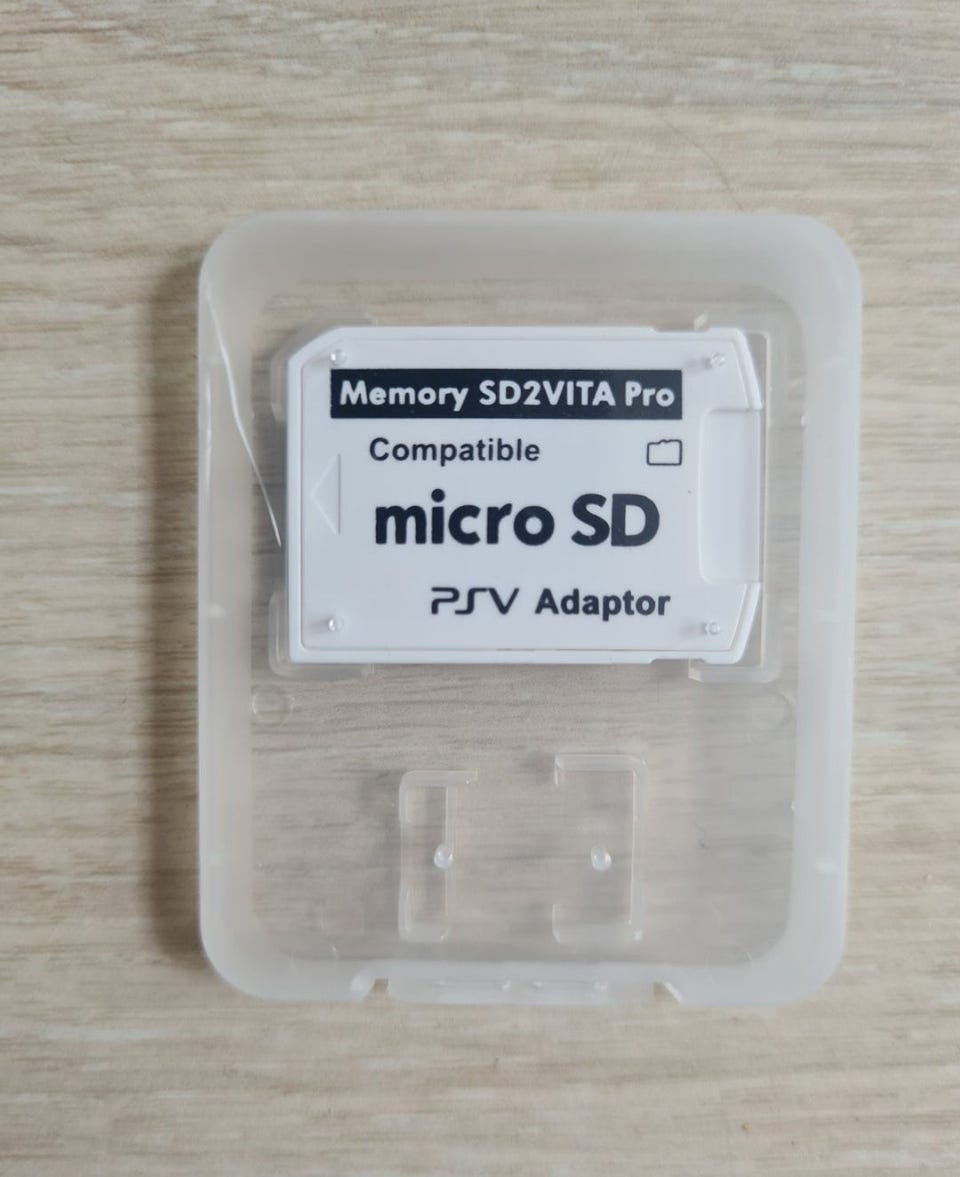 Memory SD2VITA Pro
Compatible
micro SD
PSV Adaptor